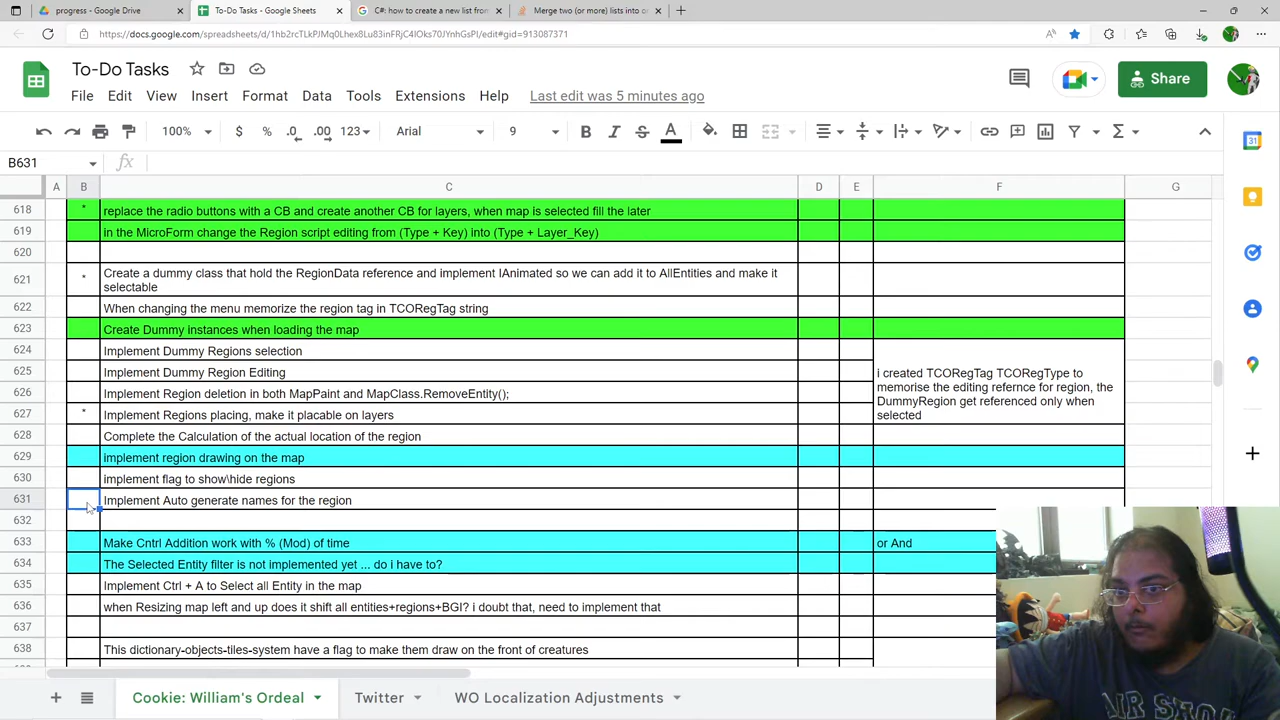 progress - Google Drive
To-Do Tasks - Google Sheets
C#: how to create a new list from
Merge two (or more) lists into on
To-Do Tasks
File Edit View Insert Format Data Tools Extensions Help Last edit was 5 minutes ago
Share
100% $ % .0 .00 123 Arial 9 B I S A
B631 fx
A B C D E F G
618 * replace the radio buttons with a CB and create another CB for layers, when map is selected fill the later
619 in the MicroForm change the Region script editing from (Type + Key) into (Type + Layer_Key)
620
621 * Create a dummy class that hold the RegionData reference and implement IAnimated so we can add it to AllEntities and make it
selectable
622 When changing the menu memorize the region tag in TCORegTag string
623 Create Dummy instances when loading the map
624 Implement Dummy Regions selection
625 Implement Dummy Region Editing
626 Implement Region deletion in both MapPaint and MapClass.RemoveEntity();
627 * Implement Regions placing, make it placable on layers
i created TCORegTag TCORegType to
memorise the editing refernce for region, the
DummyRegion get referenced only when
selected
628 Complete the Calculation of the actual location of the region
629 implement region drawing on the map
630 implement flag to show\hide regions
631 Implement Auto generate names for the region
632
633 Make Cntrl Addition work with % (Mod) of time or And
634 The Selected Entity filter is not implemented yet ... do i have to?
635 Implement Ctrl + A to Select all Entity in the map
636 when Resizing map left and up does it shift all entities+regions+BGI? i doubt that, need to implement that
637
638 This dictionary-objects-tiles-system have a flag to make them draw on the front of creatures
Cookie: William's Ordeal Twitter WO Localization Adjustments